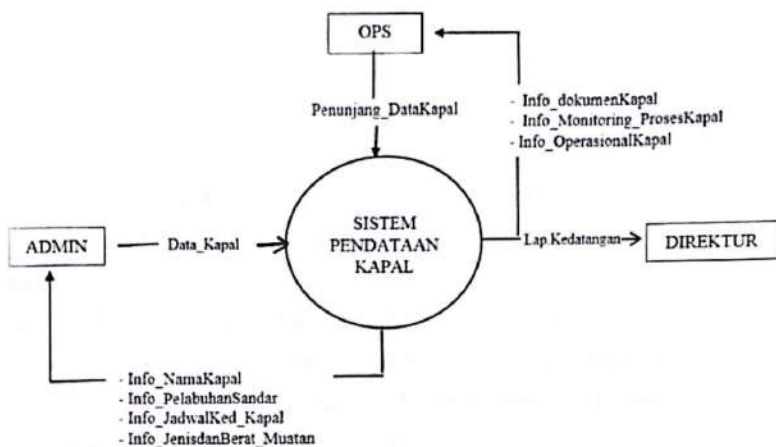 OPS
Penunjang_DataKapal
- Info_dokumenKapal
- Info_Monitoring_ProsesKapal
- Info_OperasionalKapal
ADMIN
Data_Kapal
SISTEM
PENDATAAN
KAPAL
Lap.Kedatangan
DIREKTUR
- Info_NamaKapal
- Info_PelabuhanSandar
- Info_JadwalKed_Kapal
- Info_JenisdanBerat_Muatan